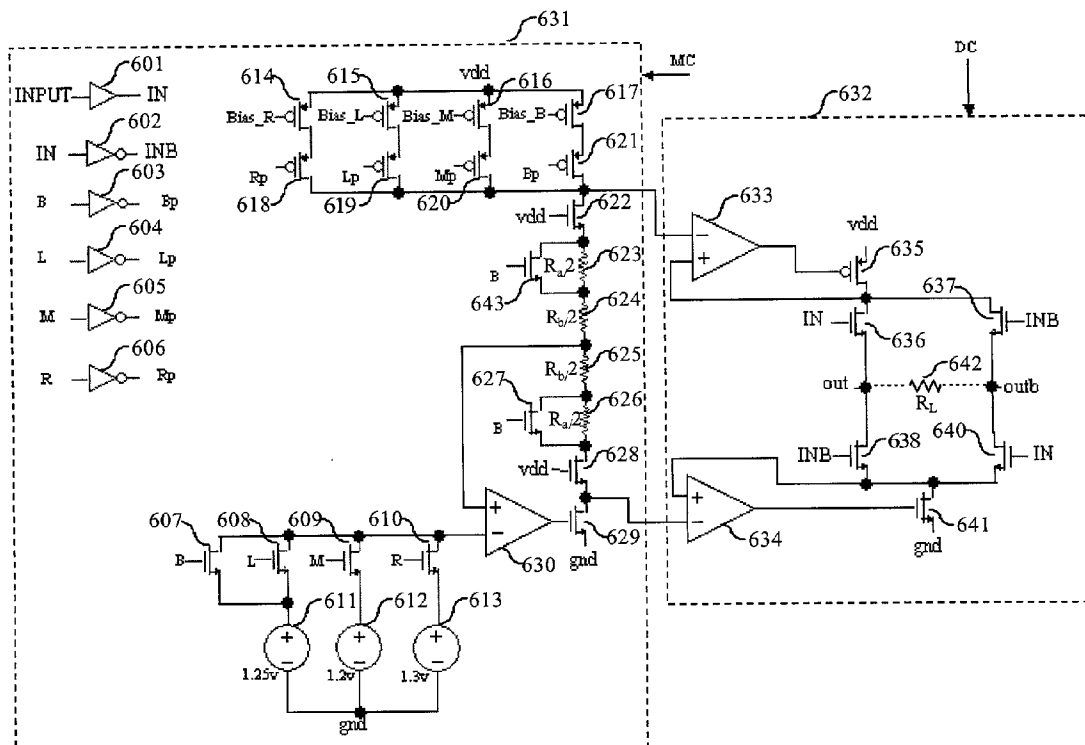 631
601
INPUT
IN
602
IN
INB
603
B
Bp
604
L
Lp
605
M
Mp
606
R
Rp
614
615
vdd
616
617
Bias_R
Bias_L
Bias_M
Bias_B
621
Rp
Lp
Mp
Bp
618
619
620
vdd
622
B
Ra/2
623
643
Rb/2
624
Rb/2
625
627
B
Ra/2
626
vdd
628
630
629
gnd
607
608
609
610
B
L
M
R
611
612
613
1.25v
1.2v
1.3v
gnd
MC
DC
632
633
vdd
635
637
IN
636
INB
out
642
RL
outb
INB
638
640
IN
634
641
gnd